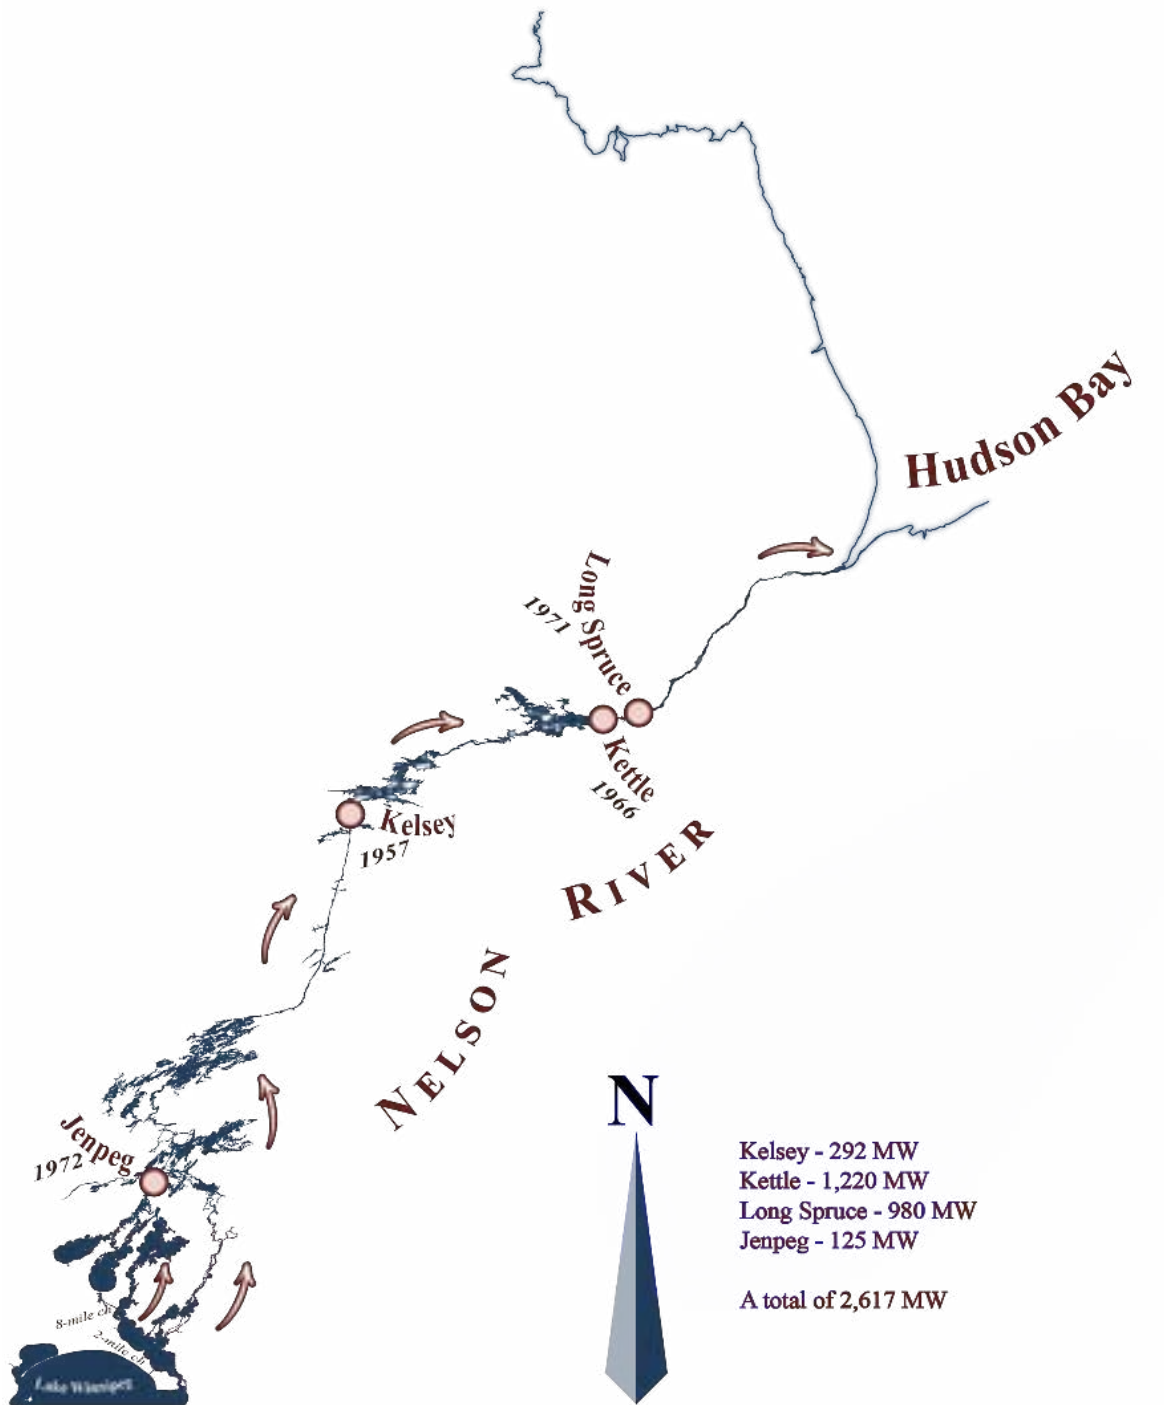 Hudson Bay
Long Spruce
1971
Kettle
1966
Kelsey
1957
NELSON RIVER
Jenpeg
1972
N
Kelsey - 292 MW
Kettle - 1,220 MW
Long Spruce - 980 MW
Jenpeg - 125 MW
A total of 2,617 MW
8-mile ch
2-mile ch
Lake Winnipeg